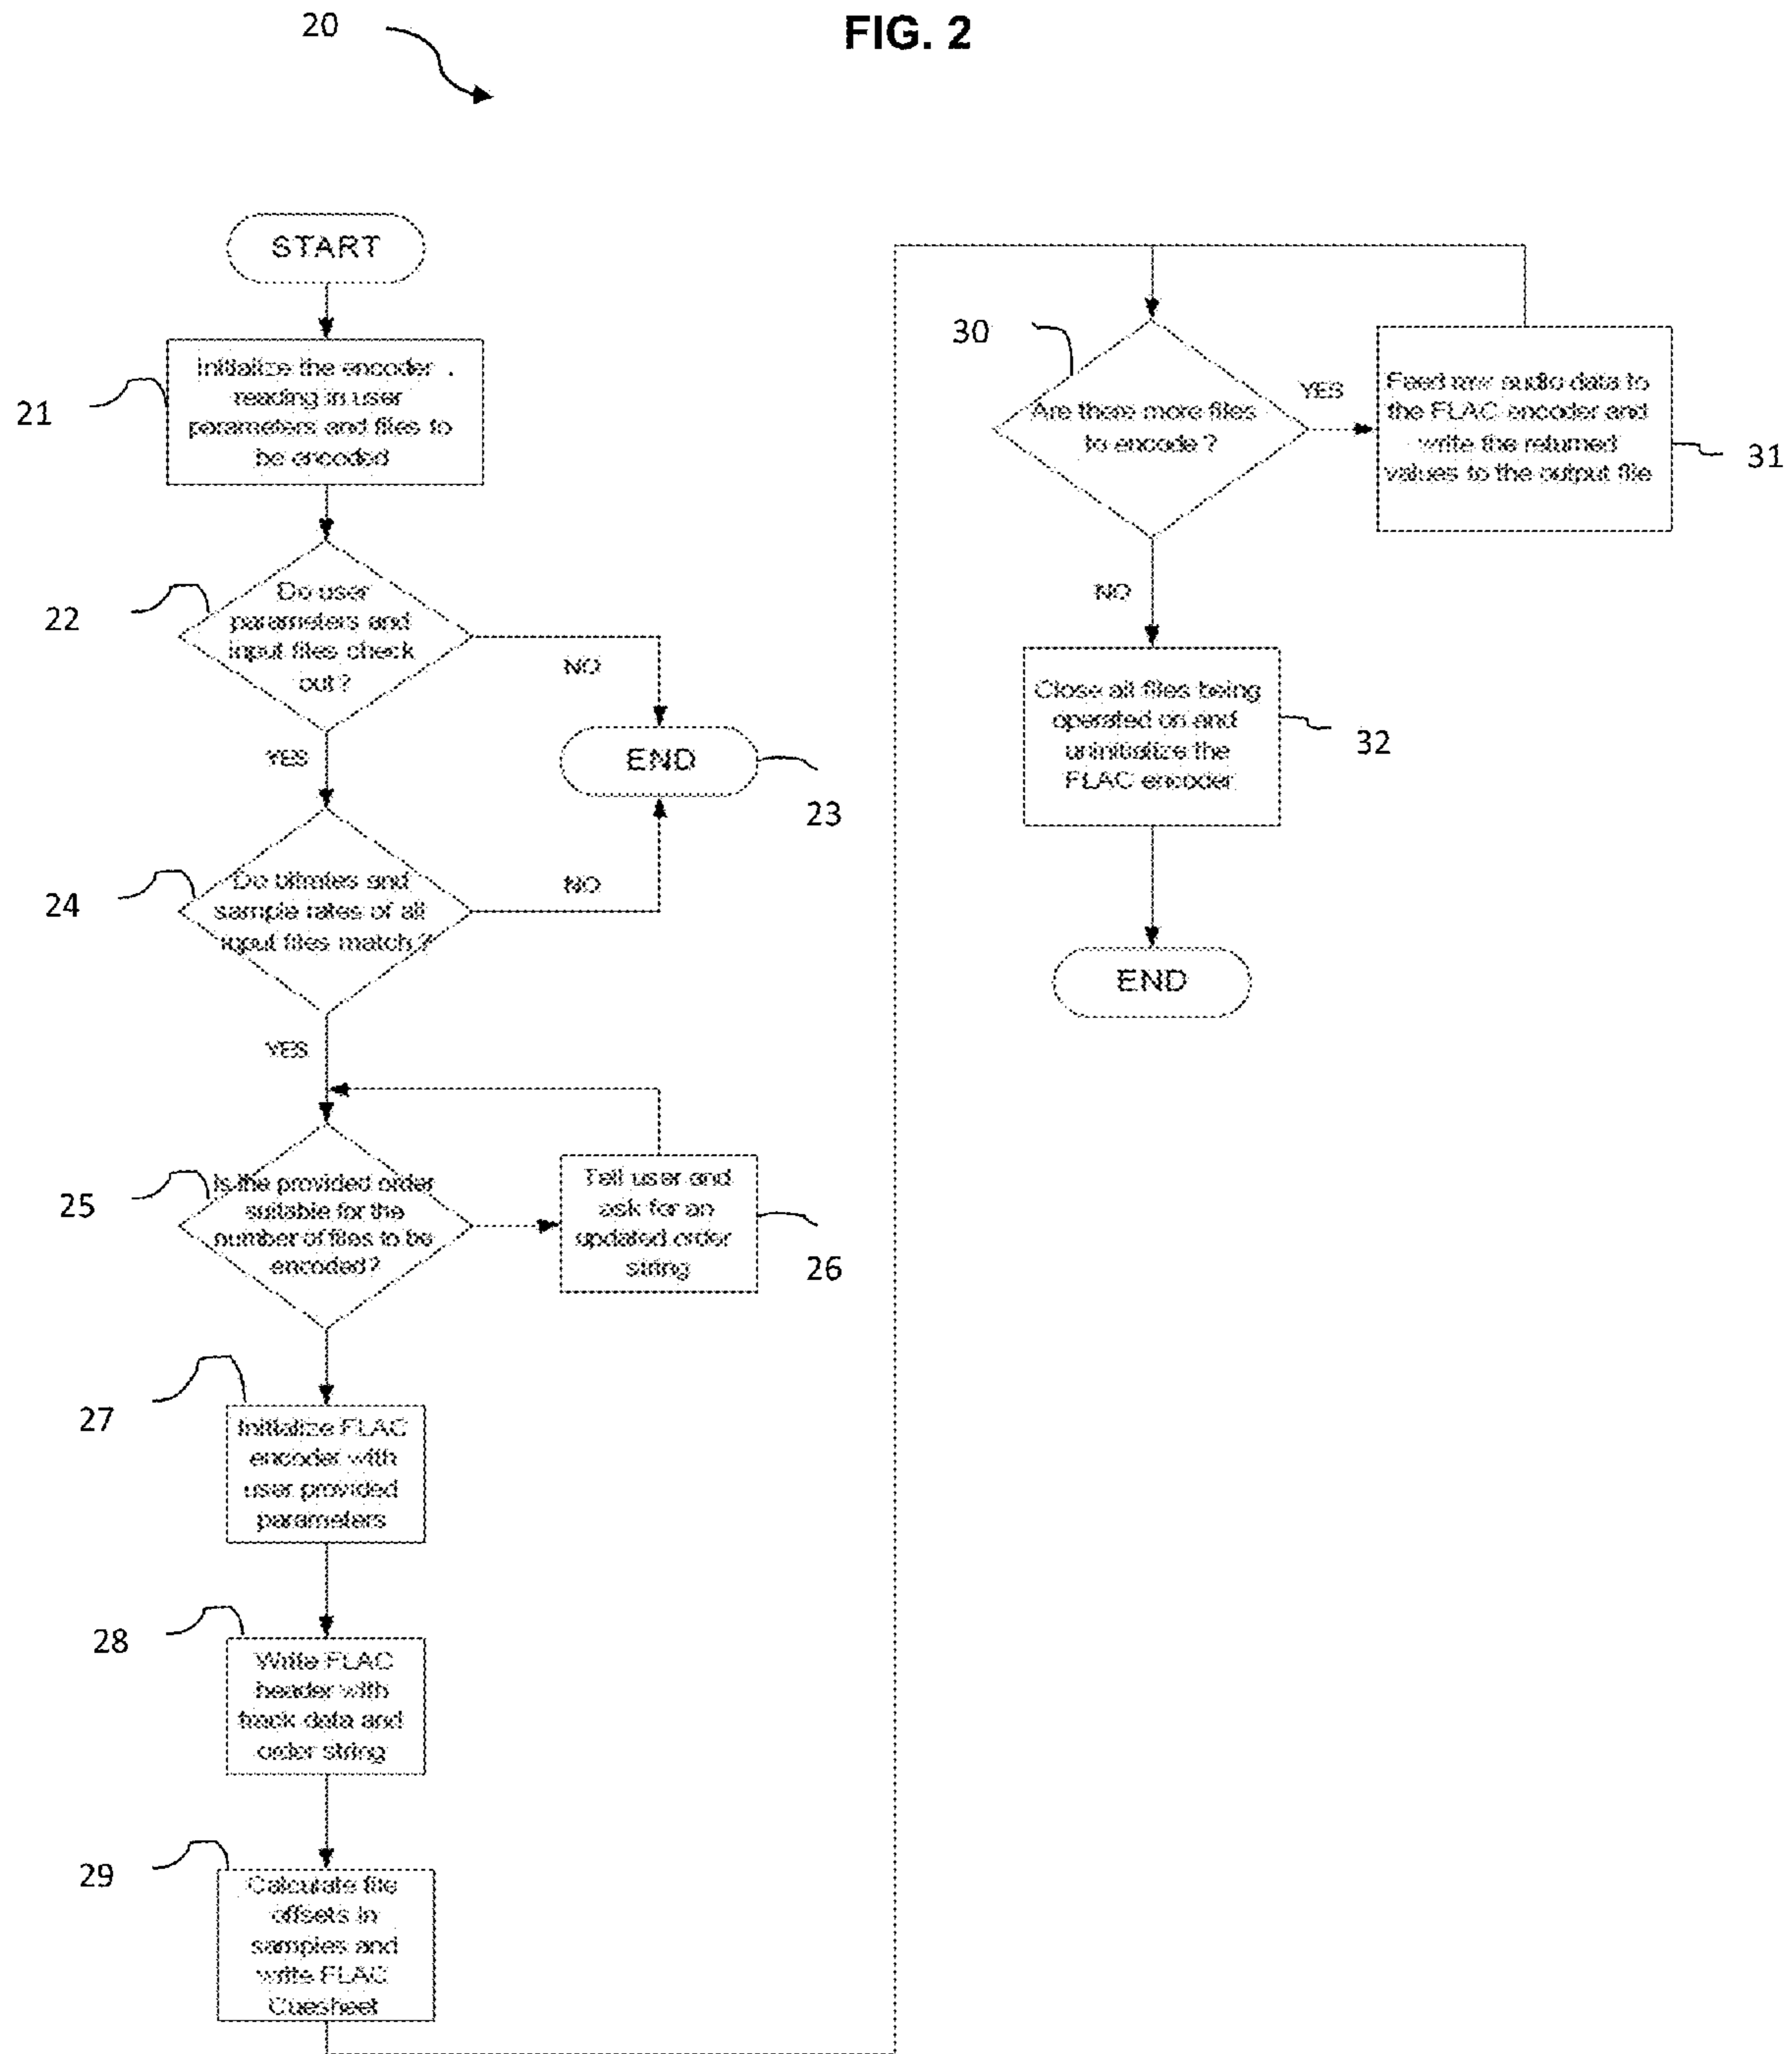 FIG. 2
20
START
21
Initialize the encoder .
reading in user
parameters and files to
be encoded
22
Do user
parameters and
input files check
out?
NO
YES
END
23
24
Do bitrates and
sample rates of all
input files match?
NO
YES
25
Is the provided order
suitable for the
number of files to be
encoded?
Tell user and
ask for an
updated order
string
26
27
Initialize FLAC
encoder with
user provided
parameters
28
Write FLAC
header with
track data and
order string
29
Calculate file
offsets in
samples and
write FLAC
Cuesheet
30
Are there more files
to encode?
YES
Feed raw audio data to
the FLAC encoder and
write the returned
values to the output file
31
NO
Close all files being
operated on and
uninitialize the
FLAC encoder
32
END